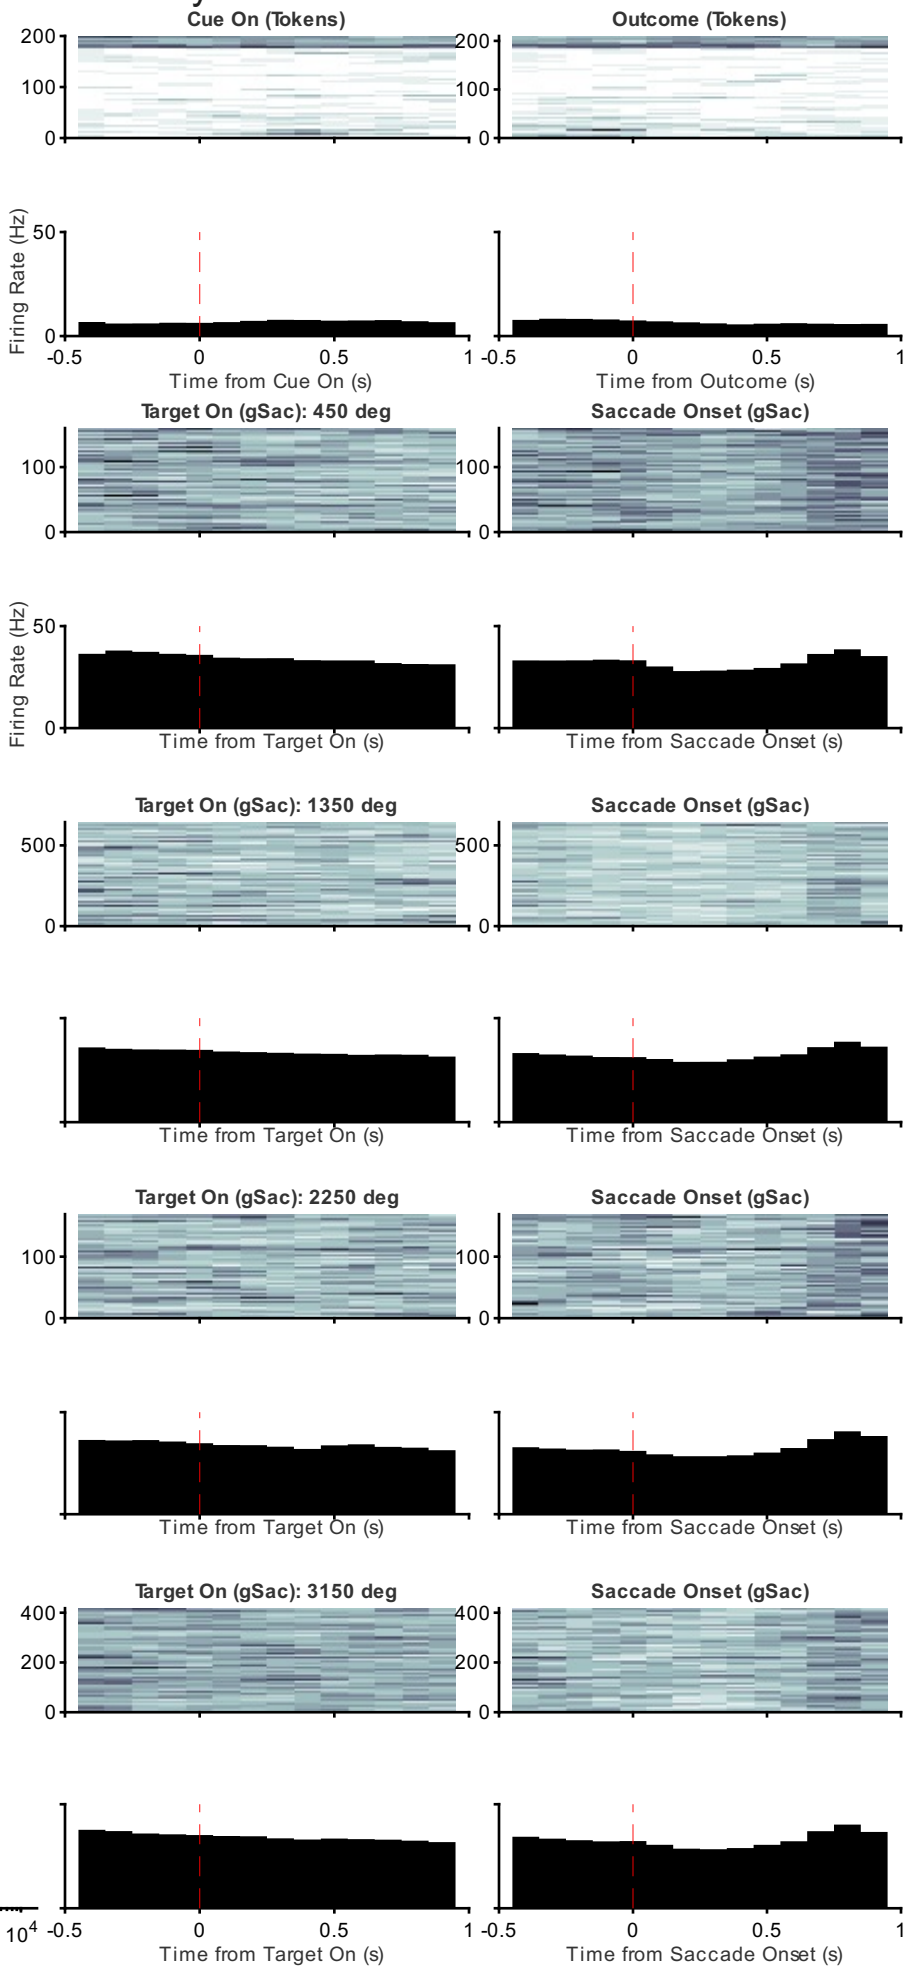 y
Cue On (Tokens) Outcome (Tokens)
200 200
100 100
0 0
Firing Rate (Hz)
50
0 0
-0.5 0 0.5 1 -0.5 0 0.5 1
Time from Cue On (s) Time from Outcome (s)
Target On (gSac): 450 deg Saccade Onset (gSac)
100 100
0 0
Firing Rate (Hz)
50
0
Time from Target On (s) Time from Saccade Onset (s)
Target On (gSac): 1350 deg Saccade Onset (gSac)
500 500
0 0
Time from Target On (s) Time from Saccade Onset (s)
Target On (gSac): 2250 deg Saccade Onset (gSac)
100 100
0 0
Time from Target On (s) Time from Saccade Onset (s)
Target On (gSac): 3150 deg Saccade Onset (gSac)
400 400
200 200
0 0
10⁴ -0.5 0 0.5 1 -0.5 0 0.5 1
Time from Target On (s) Time from Saccade Onset (s)